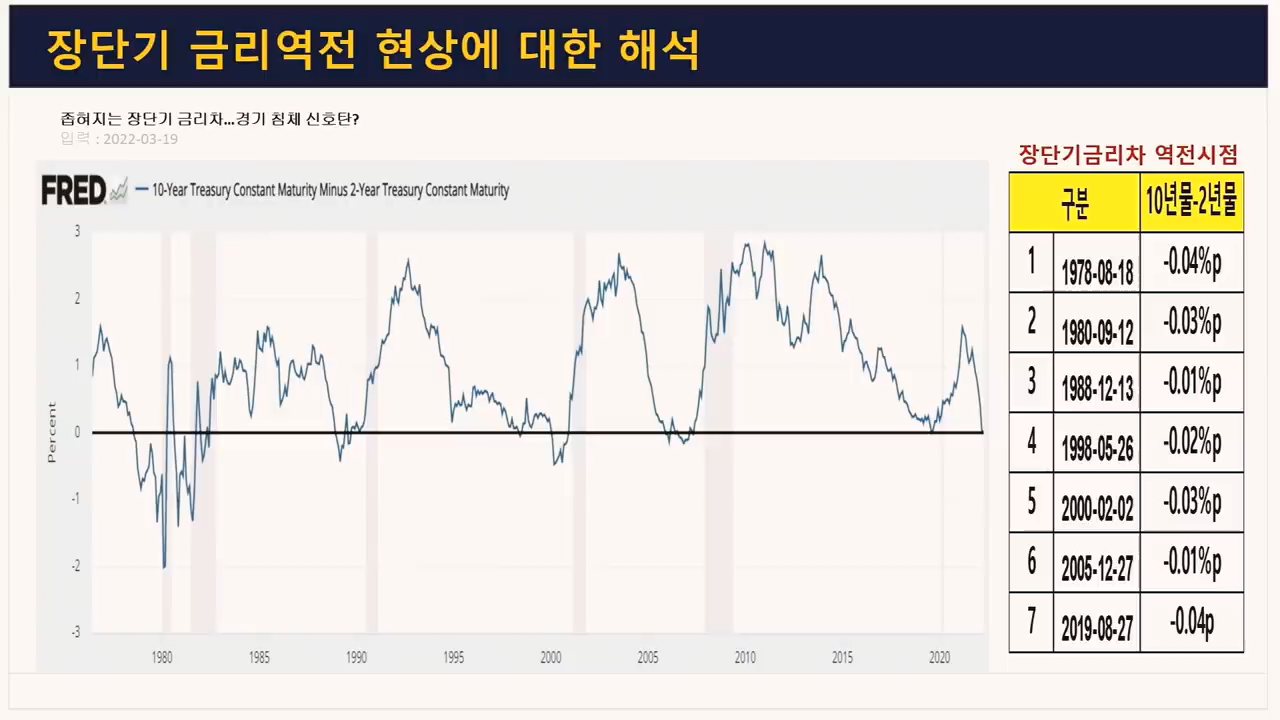 장단기 금리역전 현상에 대한 해석
좁혀지는 장단기 금리차...경기 침체 신호탄?
입력 : 2022-03-19
FRED 10-Year Treasury Constant Maturity Minus 2-Year Treasury Constant Maturity
Percent
3
2
1
0
-1
-2
-3
1980 1985 1990 1995 2000 2005 2010 2015 2020
장단기금리차 역전시점
구분 10년물-2년물
1 1978-08-18 -0.04%p
2 1980-09-12 -0.03%p
3 1988-12-13 -0.01%p
4 1998-05-26 -0.02%p
5 2000-02-02 -0.03%p
6 2005-12-27 -0.01%p
7 2019-08-27 -0.04p